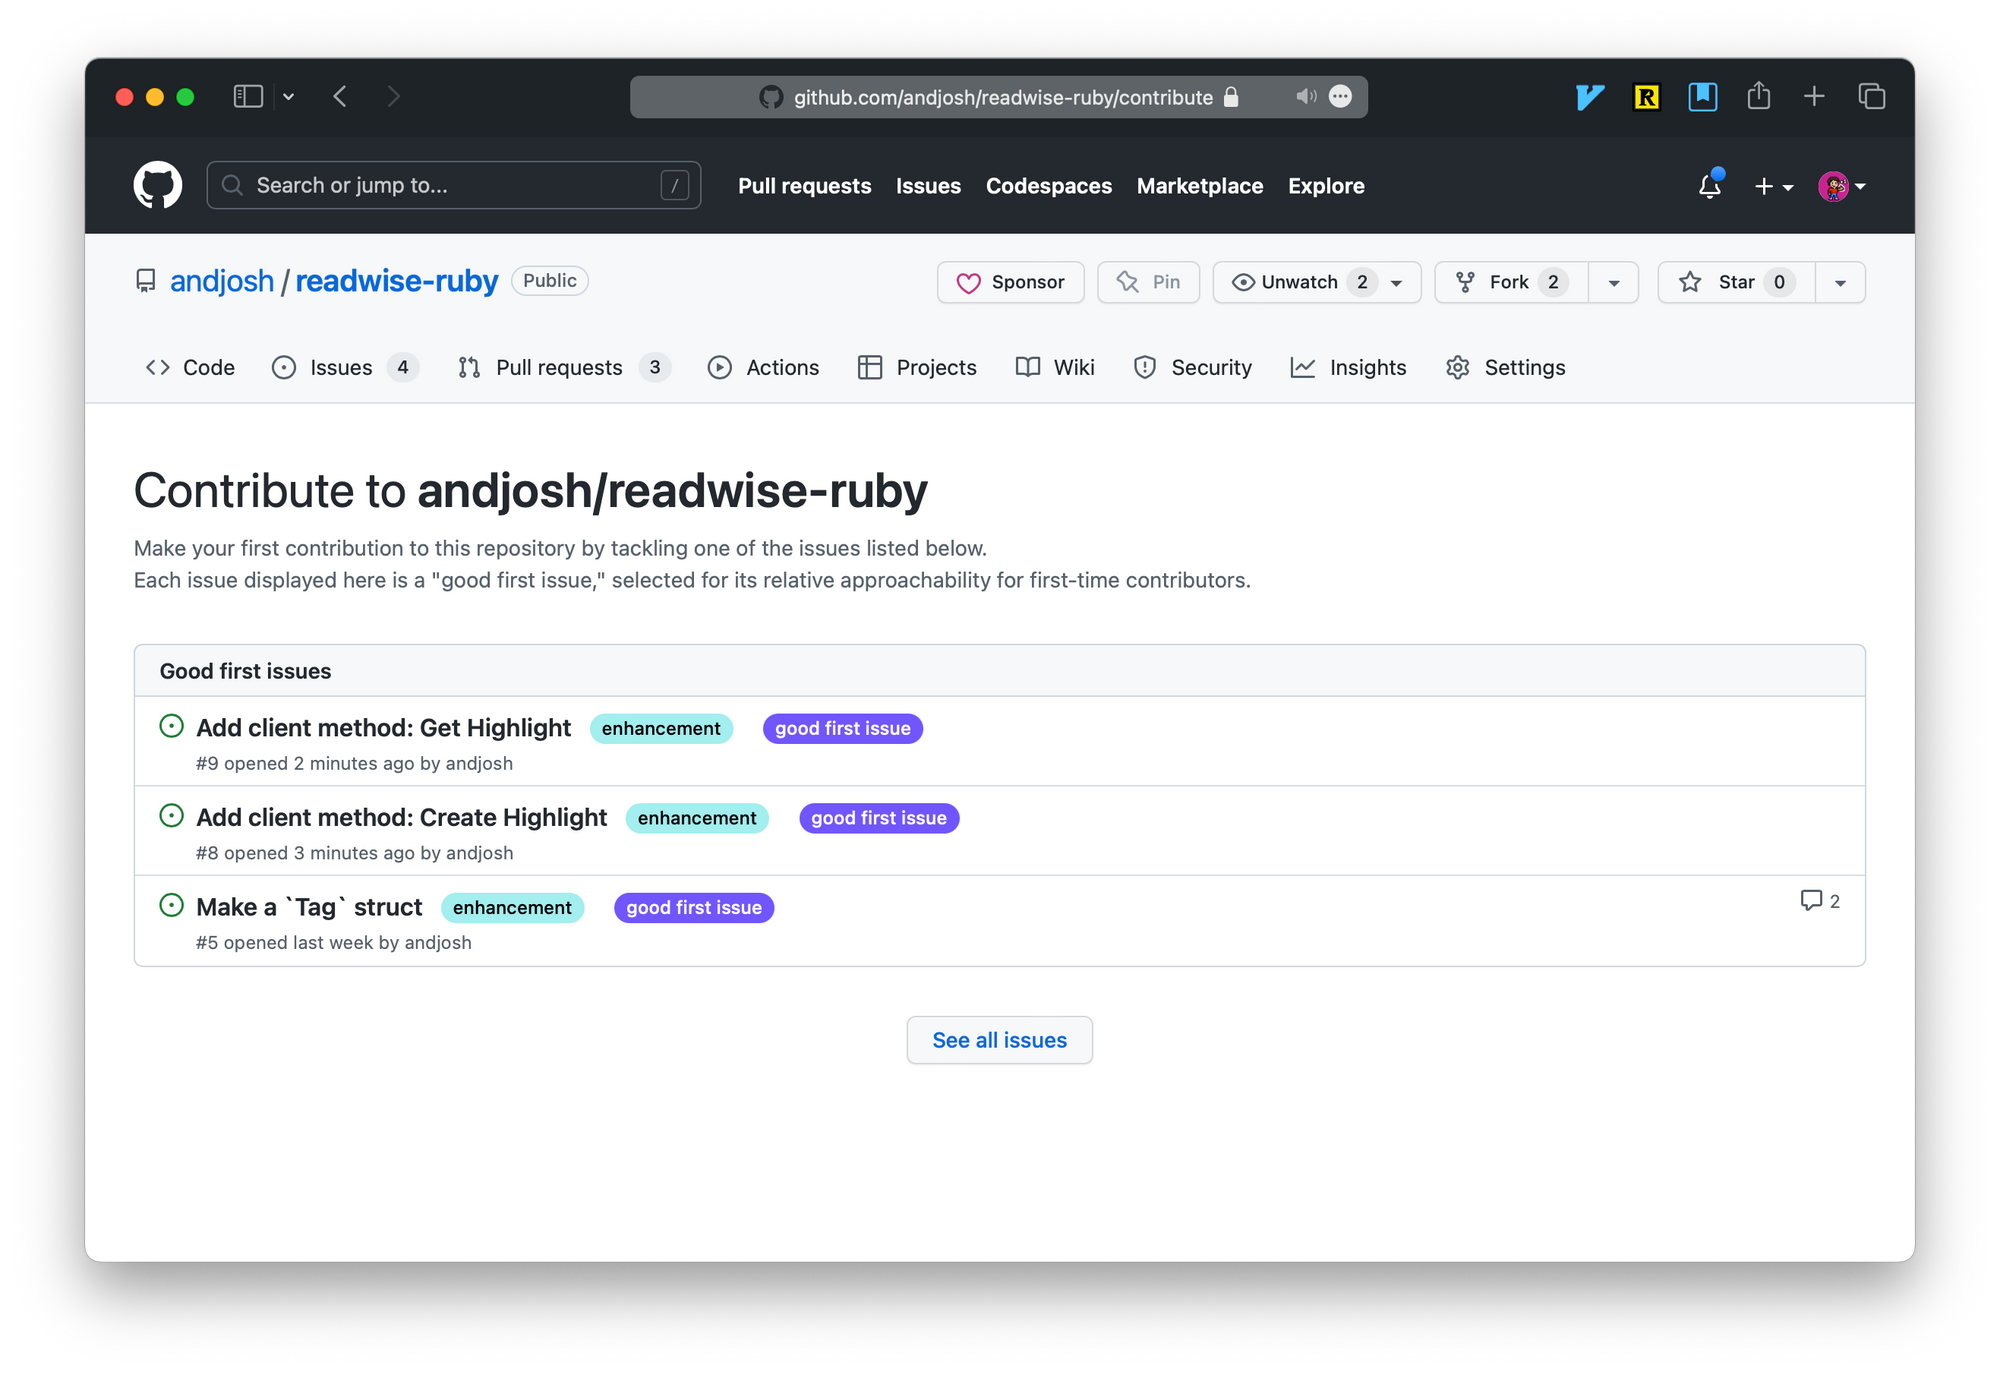 github.com/andjosh/readwise-ruby/contribute
R
Search or jump to... /
Pull requests Issues Codespaces Marketplace Explore
andjosh / readwise-ruby Public
Sponsor Pin Unwatch 2 Fork 2 Star 0
Code Issues 4 Pull requests 3 Actions Projects Wiki Security Insights Settings
Contribute to andjosh/readwise-ruby
Make your first contribution to this repository by tackling one of the issues listed below.
Each issue displayed here is a "good first issue," selected for its relative approachability for first-time contributors.
Good first issues
Add client method: Get Highlight enhancement good first issue
#9 opened 2 minutes ago by andjosh
Add client method: Create Highlight enhancement good first issue
#8 opened 3 minutes ago by andjosh
Make a `Tag` struct enhancement good first issue 2
#5 opened last week by andjosh
See all issues